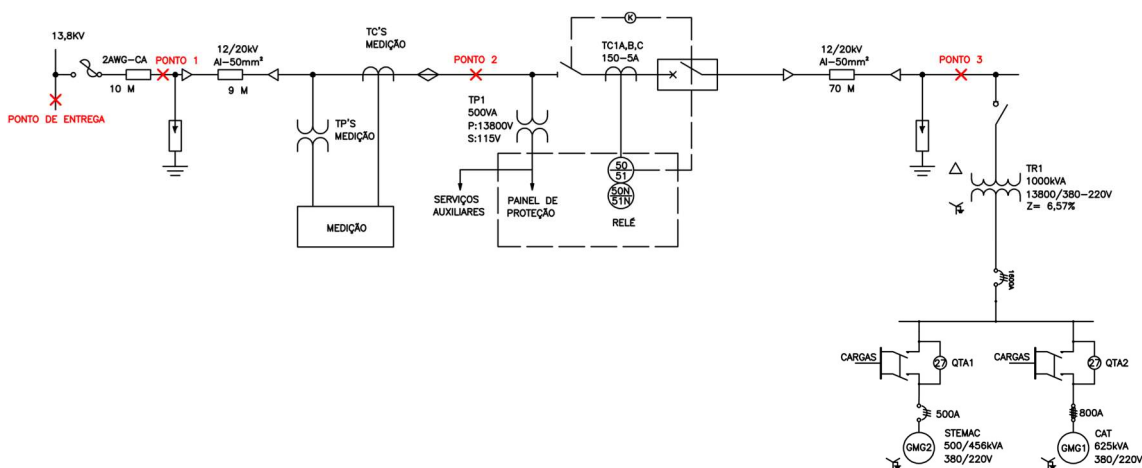 13,8KV
2AWG-CA
PONTO 1
10 M
PONTO DE ENTREGA
12/20kV
Al-50mm²
9 M
TC'S
MEDIÇÃO
TP'S
MEDIÇÃO
MEDIÇÃO
PONTO 2
TP1
500VA
P:13800V
S:115V
SERVIÇOS
AUXILIARES
PAINEL DE
PROTEÇÃO
K
TC1A,B,C
150-5A
50
51
50N
51N
RELÉ
12/20kV
Al-50mm²
70 M
PONTO 3
TR1
1000kVA
13800/380-220V
Z= 6,57%
1600A
CARGAS
27
QTA1
500A
GMG2
STEMAC
500/456kVA
380/220V
CARGAS
27
QTA2
800A
GMG1
CAT
625kVA
380/220V